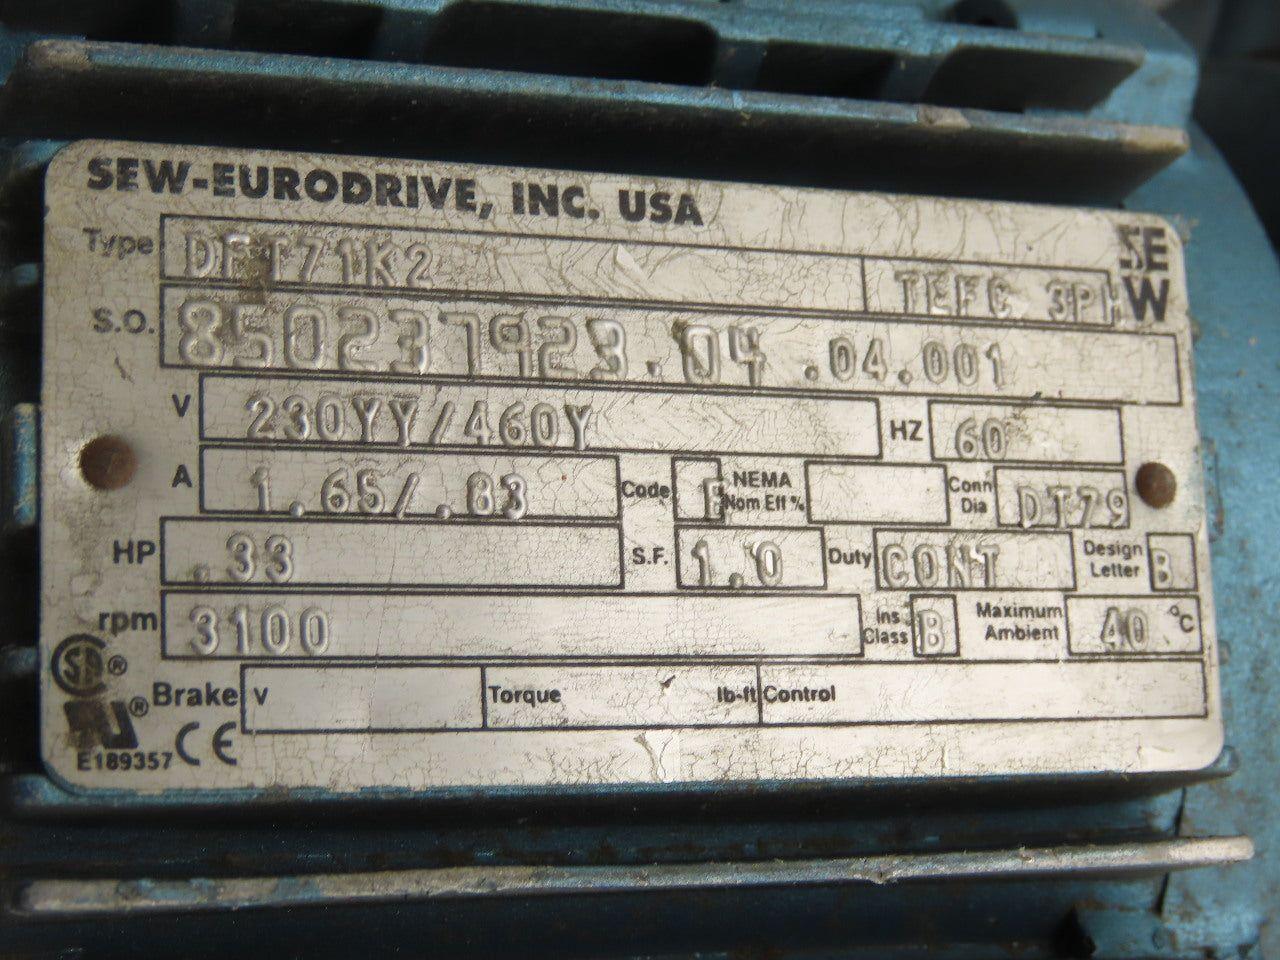 SEW-EURODRIVE, INC. USA
SE
W
Type DFT71K2 TEFC 3PH
S.O. 850237923.04.04.001
V 230YY/460Y HZ 60
A 1.65/.83 Code F NEMA Nom Eff % Conn Dia DT79
HP .33 S.F. 1.0 Duty CONT Design Letter B
rpm 3100 Ins. Class B Maximum Ambient 40 °C
Brake V Torque lb-ft Control
E189357 CE